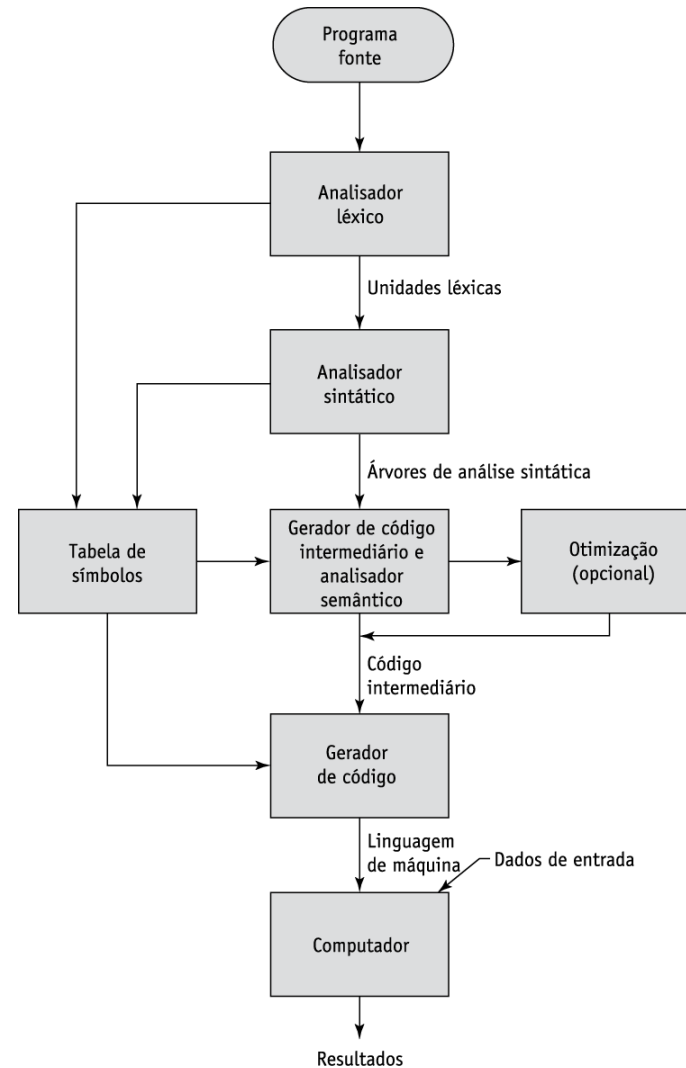 Programa
fonte
Analisador
léxico
Unidades léxicas
Analisador
sintático
Árvores de análise sintática
Tabela de
símbolos
Gerador de código
intermediário e
analisador
semântico
Otimização
(opcional)
Código
intermediário
Gerador
de código
Linguagem
de máquina
Dados de entrada
Computador
Resultados